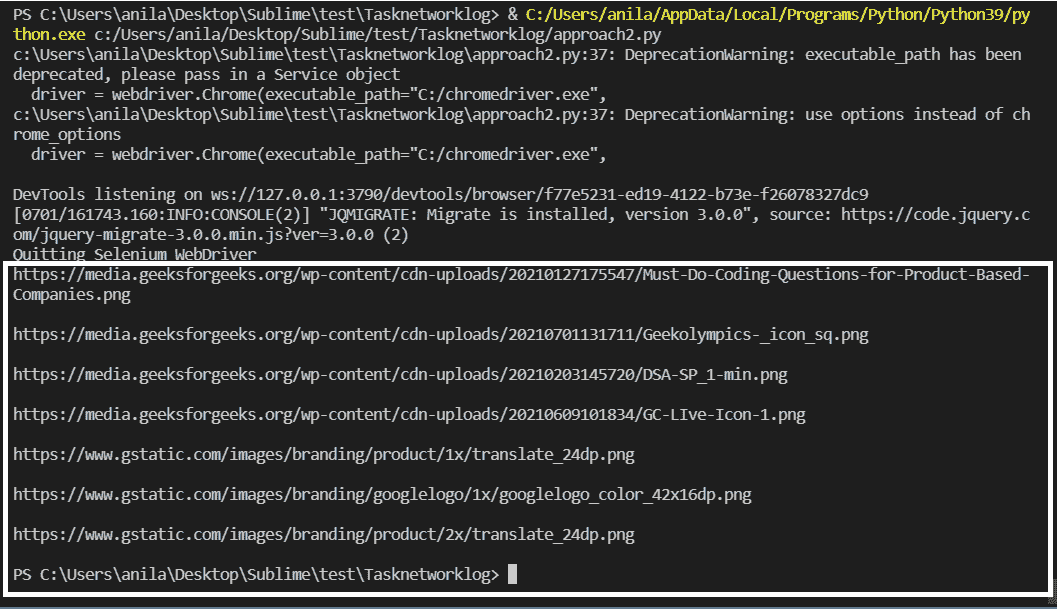 PS C:\Users\anila\Desktop\Sublime\test\Tasknetworklog> & C:/Users/anila/AppData/Local/Programs/Python/Python39/py
thon.exe c:/Users/anila/Desktop/Sublime/test/Tasknetworklog/approach2.py
c:\Users\anila\Desktop\Sublime\test\Tasknetworklog\approach2.py:37: DeprecationWarning: executable_path has been
deprecated, please pass in a Service object
  driver = webdriver.Chrome(executable_path="C:/chromedriver.exe",
c:\Users\anila\Desktop\Sublime\test\Tasknetworklog\approach2.py:37: DeprecationWarning: use options instead of ch
rome_options
  driver = webdriver.Chrome(executable_path="C:/chromedriver.exe",
DevTools listening on ws://127.0.0.1:3790/devtools/browser/f77e5231-ed19-4122-b73e-f26078327dc9
[0701/161743.160:INFO:CONSOLE(2)] "JQMIGRATE: Migrate is installed, version 3.0.0", source: https://code.jquery.c
om/jquery-migrate-3.0.0.min.js?ver=3.0.0 (2)
Quitting Selenium WebDriver
https://media.geeksforgeeks.org/wp-content/cdn-uploads/20210127175547/Must-Do-Coding-Questions-for-Product-Based-
Companies.png
https://media.geeksforgeeks.org/wp-content/cdn-uploads/20210701131711/Geekolympics-_icon_sq.png
https://media.geeksforgeeks.org/wp-content/cdn-uploads/20210203145720/DSA-SP_1-min.png
https://media.geeksforgeeks.org/wp-content/cdn-uploads/20210609101834/GC-LIve-Icon-1.png
https://www.gstatic.com/images/branding/product/1x/translate_24dp.png
https://www.gstatic.com/images/branding/googlelogo/1x/googlelogo_color_42x16dp.png
https://www.gstatic.com/images/branding/product/2x/translate_24dp.png
PS C:\Users\anila\Desktop\Sublime\test\Tasknetworklog>